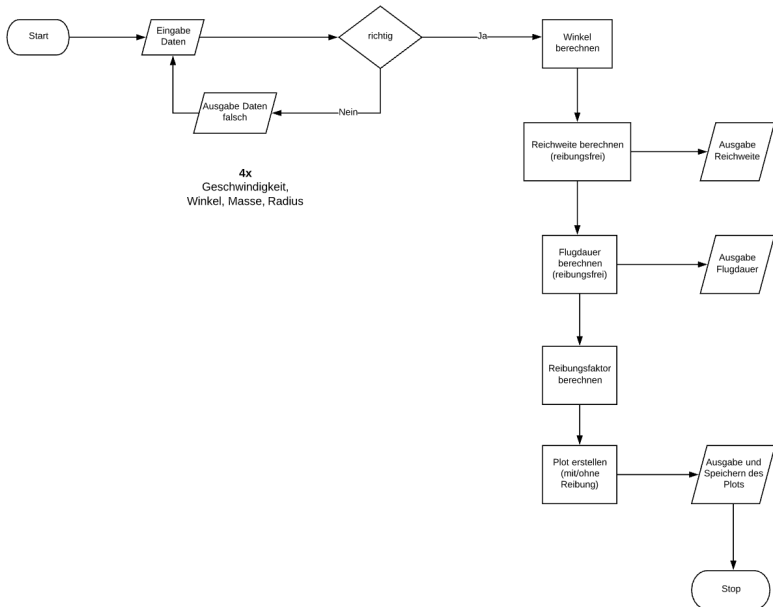 Start
Eingabe
Daten
richtig
Ja
Winkel
berechnen
Nein
Ausgabe Daten
falsch
4x
Geschwindigkeit,
Winkel, Masse, Radius
Reichweite berechnen
(reibungsfrei)
Ausgabe
Reichweite
Flugdauer
berechnen
(reibungsfrei)
Ausgabe
Flugdauer
Reibungsfaktor
berechnen
Plot erstellen
(mit/ohne
Reibung)
Ausgabe und
Speichern des
Plots
Stop